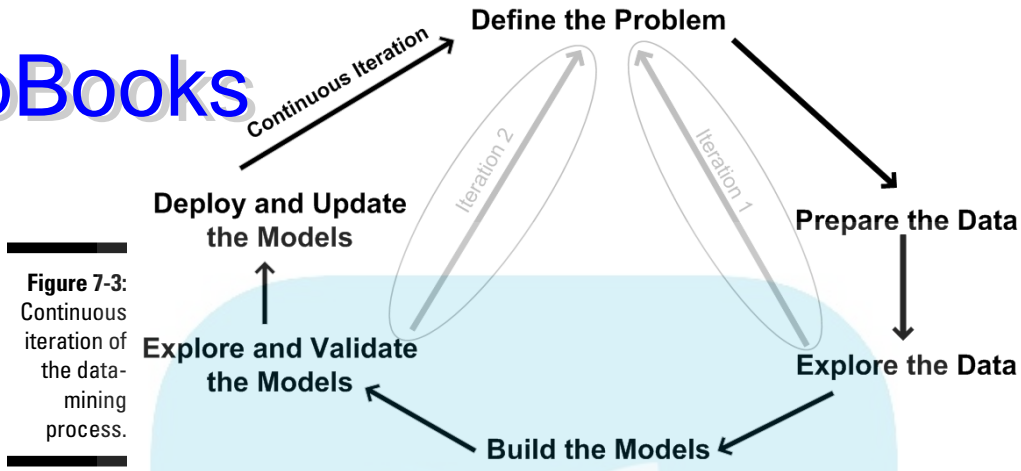 Define the Problem
Continuous Iteration
Books
Iteration 2
Iteration 1
Deploy and Update
the Models
Prepare the Data
Figure 7-3:
Continuous
iteration of
the data-
mining
process.
Explore and Validate
the Models
Explore the Data
Build the Models